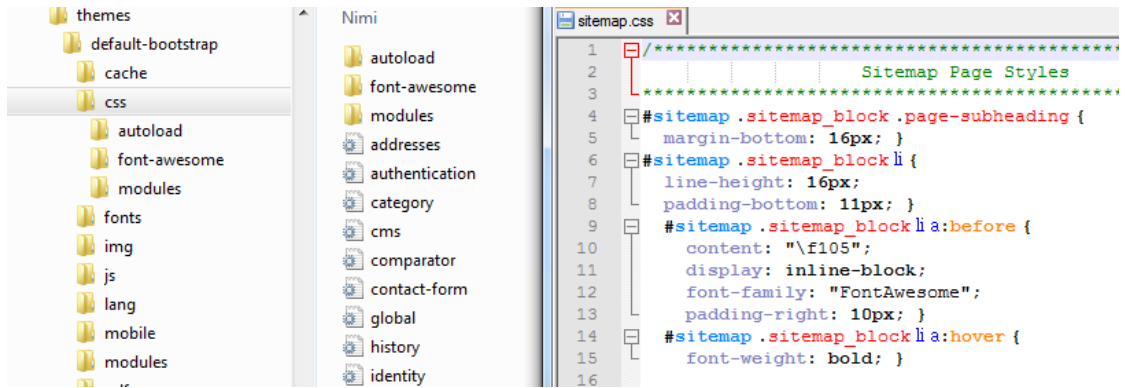 themes
default-bootstrap
cache
css
autoload
font-awesome
modules
fonts
img
js
lang
mobile
modules
Nimi
autoload
font-awesome
modules
addresses
authentication
category
cms
comparator
contact-form
global
history
identity
sitemap.css
1 /********************************************
2 Sitemap Page Styles
3 ********************************************
4 #sitemap .sitemap_block .page-subheading {
5 margin-bottom: 16px; }
6 #sitemap .sitemap_block li {
7 line-height: 16px;
8 padding-bottom: 11px; }
9 #sitemap .sitemap_block li a:before {
10 content: "\f105";
11 display: inline-block;
12 font-family: "FontAwesome";
13 padding-right: 10px; }
14 #sitemap .sitemap_block li a:hover {
15 font-weight: bold; }
16